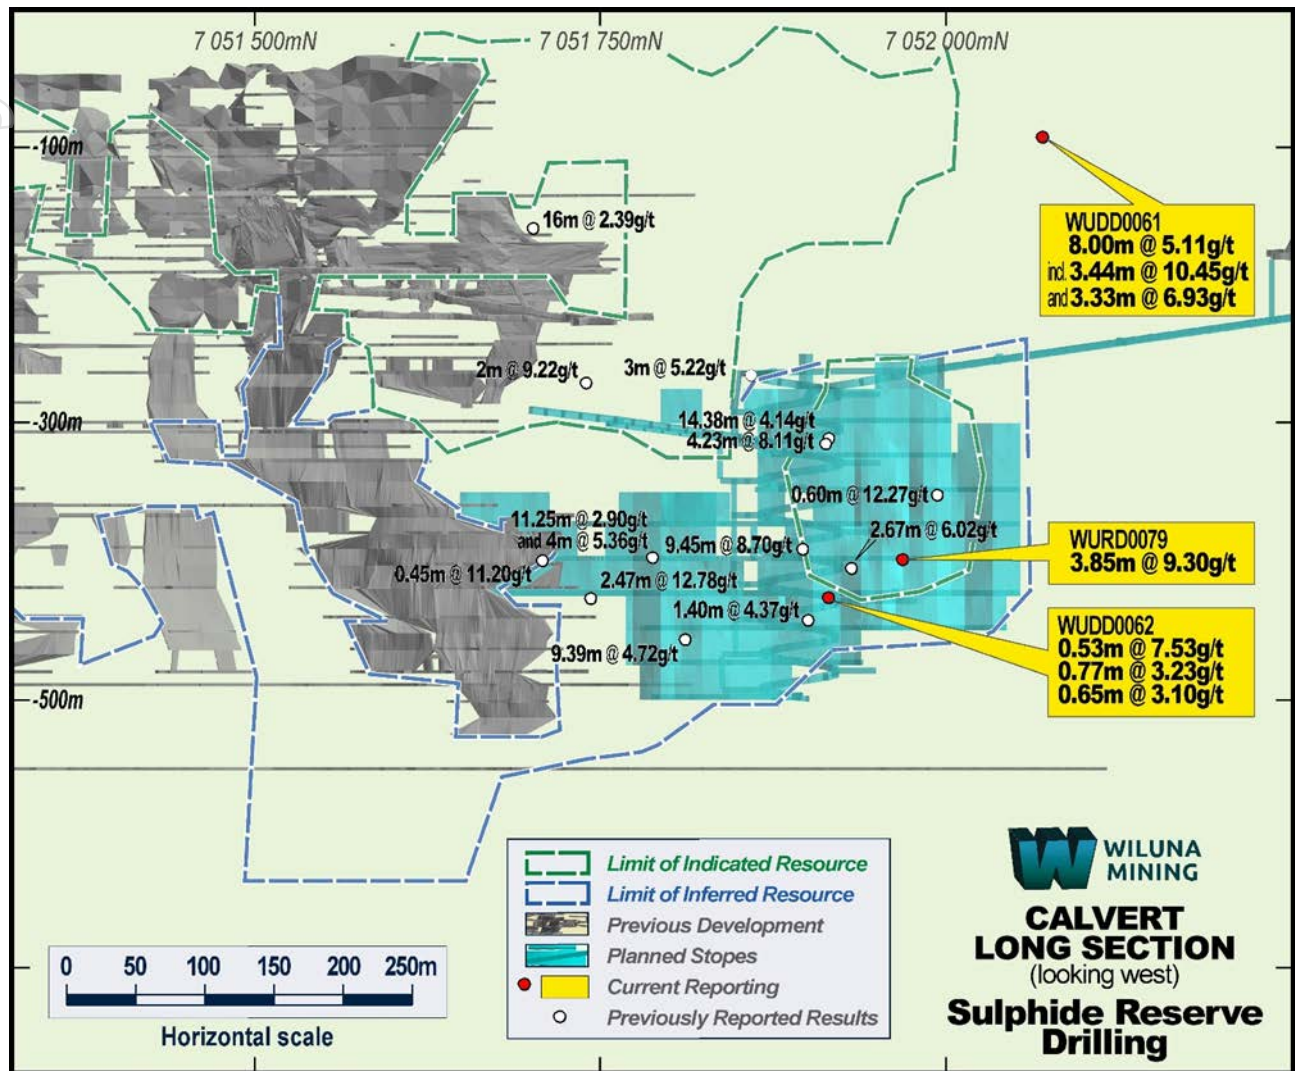 7 051 500mN
7 051 750mN
7 052 000mN
-100m
16m @ 2.39g/t
WUDD0061
8.00m @ 5.11g/t
incl. 3.44m @ 10.45g/t
and 3.33m @ 6.93g/t
2m @ 9.22g/t
3m @ 5.22g/t
-300m
14.38m @ 4.14g/t
4.23m @ 8.11g/t
0.60m @ 12.27g/t
11.25m @ 2.90g/t
and 4m @ 5.36g/t
2.67m @ 6.02g/t
9.45m @ 8.70g/t
WURD0079
3.85m @ 9.30g/t
0.45m @ 11.20g/t
2.47m @ 12.78g/t
1.40m @ 4.37g/t
WUDD0062
0.53m @ 7.53g/t
0.77m @ 3.23g/t
0.65m @ 3.10g/t
9.39m @ 4.72g/t
-500m
Limit of Indicated Resource
Limit of Inferred Resource
Previous Development
Planned Stopes
Current Reporting
Previously Reported Results
0 50 100 150 200 250m
Horizontal scale
WILUNA
MINING
CALVERT
LONG SECTION
(looking west)
Sulphide Reserve
Drilling